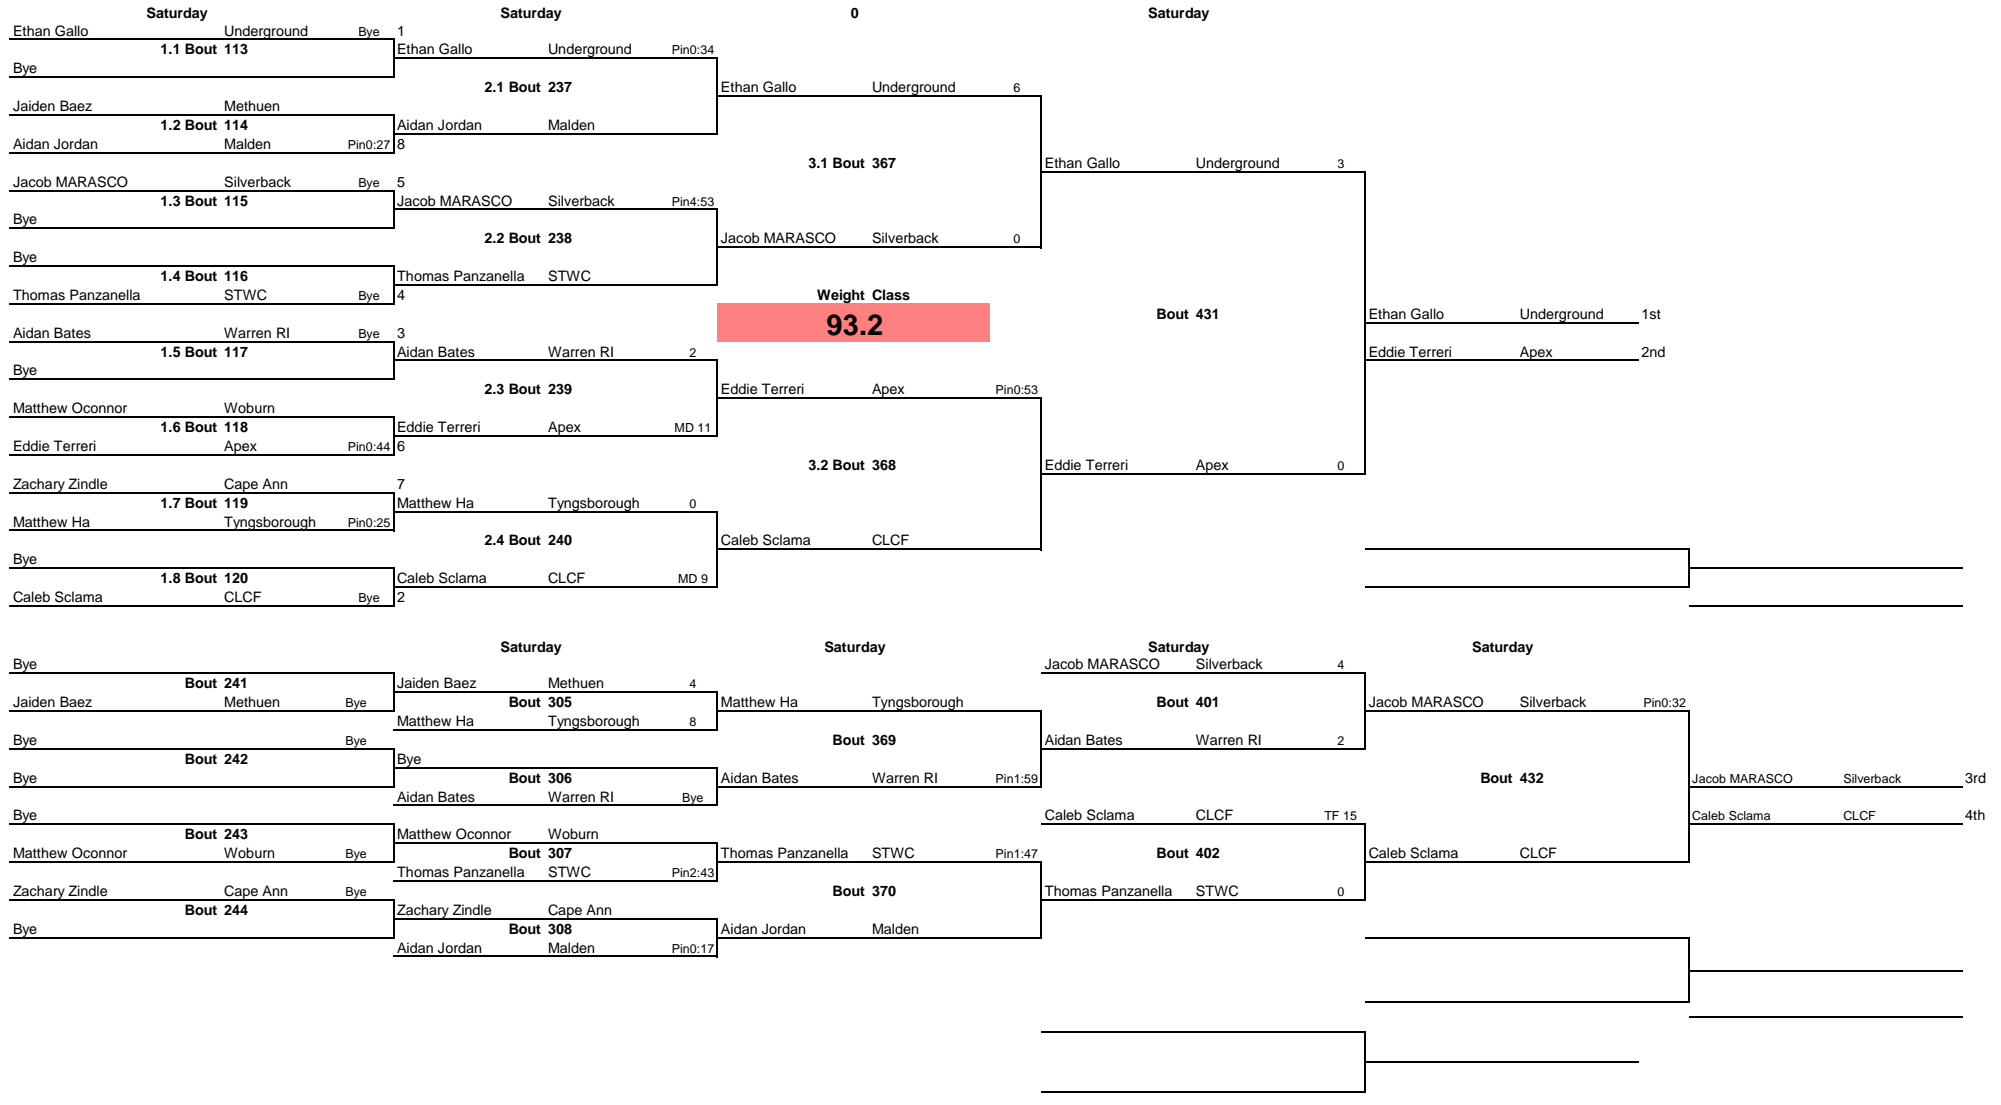 Saturday Saturday 0 Saturday
Ethan Gallo Underground Bye 1
1.1 Bout 113 Ethan Gallo Underground Pin0:34
Bye
2.1 Bout 237 Ethan Gallo Underground 6
Jaiden Baez Methuen
1.2 Bout 114 Aidan Jordan Malden
Aidan Jordan Malden Pin0:27 8
3.1 Bout 367 Ethan Gallo Underground 3
Jacob MARASCO Silverback Bye 5
1.3 Bout 115 Jacob MARASCO Silverback Pin4:53
Bye
2.2 Bout 238 Jacob MARASCO Silverback 0
Bye
1.4 Bout 116 Thomas Panzanella STWC
Thomas Panzanella STWC Bye 4 Weight Class
Bout 431 Ethan Gallo Underground 1st
93.2
Aidan Bates Warren RI Bye 3
1.5 Bout 117 Aidan Bates Warren RI 2 Eddie Terreri Apex 2nd
Bye
2.3 Bout 239 Eddie Terreri Apex Pin0:53
Matthew Oconnor Woburn
1.6 Bout 118 Eddie Terreri Apex MD 11
Eddie Terreri Apex Pin0:44 6
3.2 Bout 368 Eddie Terreri Apex 0
Zachary Zindle Cape Ann 7
1.7 Bout 119 Matthew Ha Tyngsborough 0
Matthew Ha Tyngsborough Pin0:25
2.4 Bout 240 Caleb Sclama CLCF
Bye
1.8 Bout 120 Caleb Sclama CLCF MD 9
Caleb Sclama CLCF Bye 2
Saturday Saturday Saturday Saturday
Bye Jacob MARASCO Silverback 4
Bout 241 Jaiden Baez Methuen 4
Jaiden Baez Methuen Bye Bout 305 Matthew Ha Tyngsborough Bout 401 Jacob MARASCO Silverback Pin0:32
Matthew Ha Tyngsborough 8
Bye Bye Bout 369 Aidan Bates Warren RI 2
Bout 242 Bye
Bye Bout 306 Aidan Bates Warren RI Pin1:59 Bout 432 Jacob MARASCO Silverback 3rd
Aidan Bates Warren RI Bye
Bye Caleb Sclama CLCF TF 15 Caleb Sclama CLCF 4th
Bout 243 Matthew Oconnor Woburn
Matthew Oconnor Woburn Bye Bout 307 Thomas Panzanella STWC Pin1:47 Bout 402 Caleb Sclama CLCF
Thomas Panzanella STWC Pin2:43
Zachary Zindle Cape Ann Bye Bout 370 Thomas Panzanella STWC 0
Bout 244 Zachary Zindle Cape Ann
Bye Bout 308 Aidan Jordan Malden
Aidan Jordan Malden Pin0:17